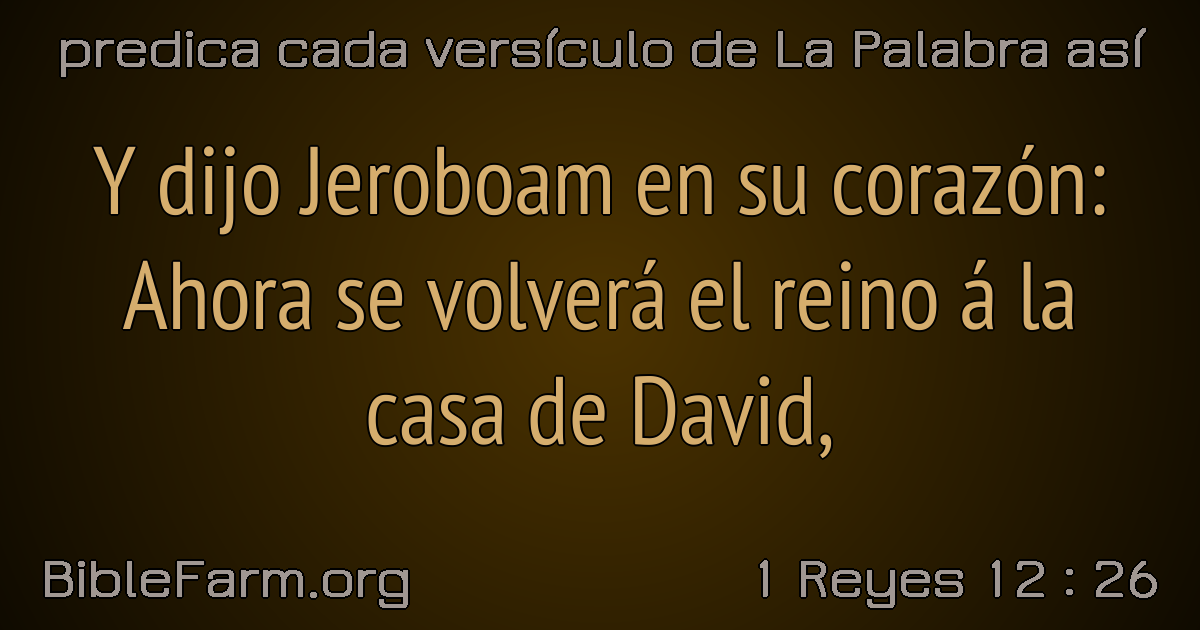 predica cada versículo de La Palabra así
Y dijo Jeroboam en su corazón:
Ahora se volverá el reino á la
casa de David,
BibleFarm.org
1 Reyes 12 : 26